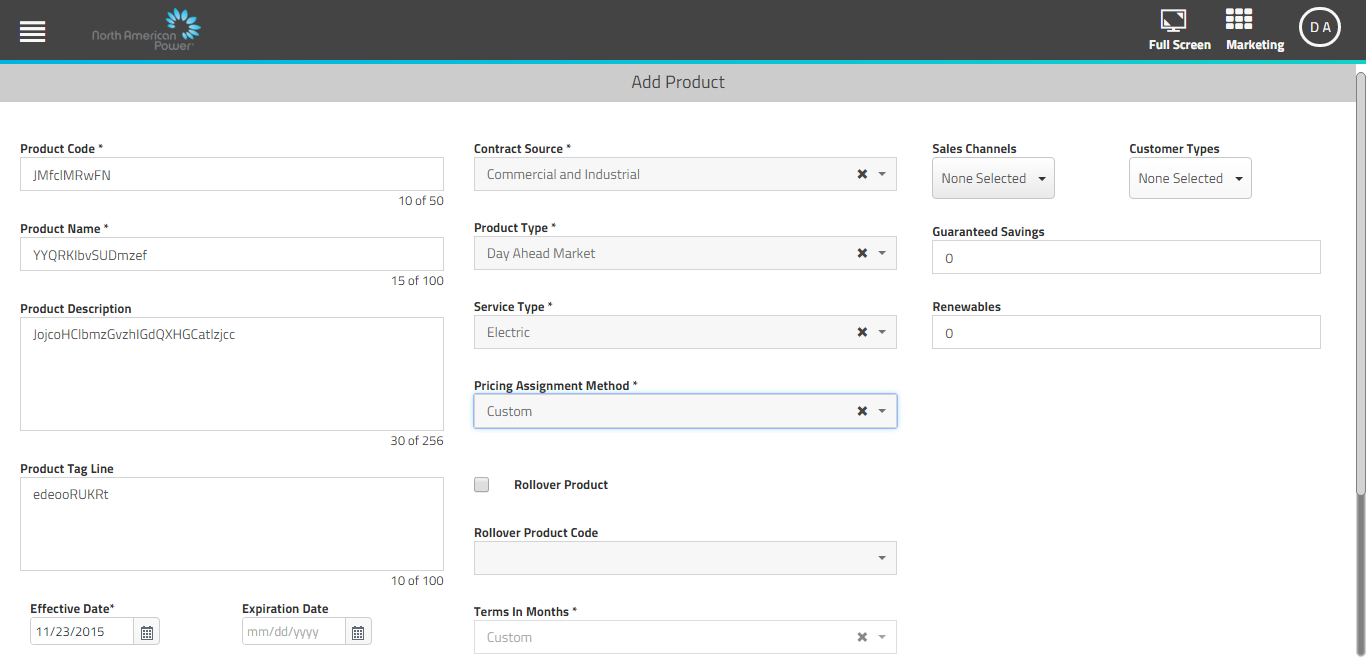 North American
Power
Full Screen
Marketing
D A
Add Product
Product Code *
JMfclMRwFN
10 of 50
Product Name *
YYQRKlbvSUDmzef
15 of 100
Product Description
JojcoHClbmzGvzhlGdQXHGCatlzjcc
30 of 256
Product Tag Line
edeooRUKRt
10 of 100
Effective Date*
11/23/2015
Expiration Date
mm/dd/yyyy
Contract Source *
Commercial and Industrial
Product Type *
Day Ahead Market
Service Type *
Electric
Pricing Assignment Method *
Custom
Rollover Product
Rollover Product Code
Terms In Months *
Custom
Sales Channels
None Selected
Customer Types
None Selected
Guaranteed Savings
0
Renewables
0